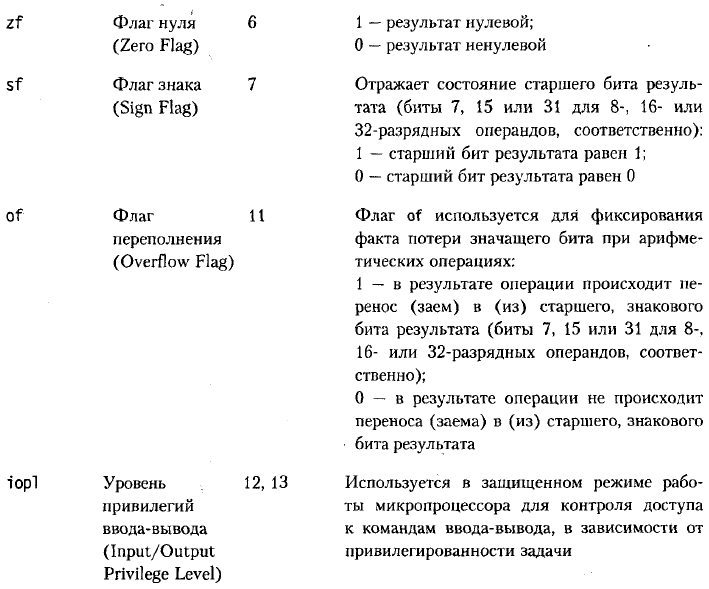 zf Флаг нуля 6 1 — результат нулевой;
(Zero Flag) 0 — результат ненулевой
sf Флаг знака 7 Отражает состояние старшего бита резуль-
(Sign Flag) тата (биты 7, 15 или 31 для 8-, 16- или
32-разрядных операндов, соответственно):
1 — старший бит результата равен 1;
0 — старший бит результата равен 0
of Флаг 11 Флаг of используется для фиксирования
переполнения факта потери значащего бита при арифме-
(Overflow Flag) тических операциях:
1 — в результате операции происходит пе-
ренос (заем) в (из) старшего, знакового
бита результата (биты 7, 15 или 31 для 8-,
16- или 32-разрядных операндов, соответ-
ственно);
0 — в результате операции не происходит
переноса (заема) в (из) старшего, знакового
бита результата
iopl Уровень 12, 13 Используется в защищенном режиме рабо-
привилегий ты микропроцессора для контроля доступа
ввода-вывода к командам ввода-вывода, в зависимости от
(Input/Output привилегированности задачи
Privilege Level)